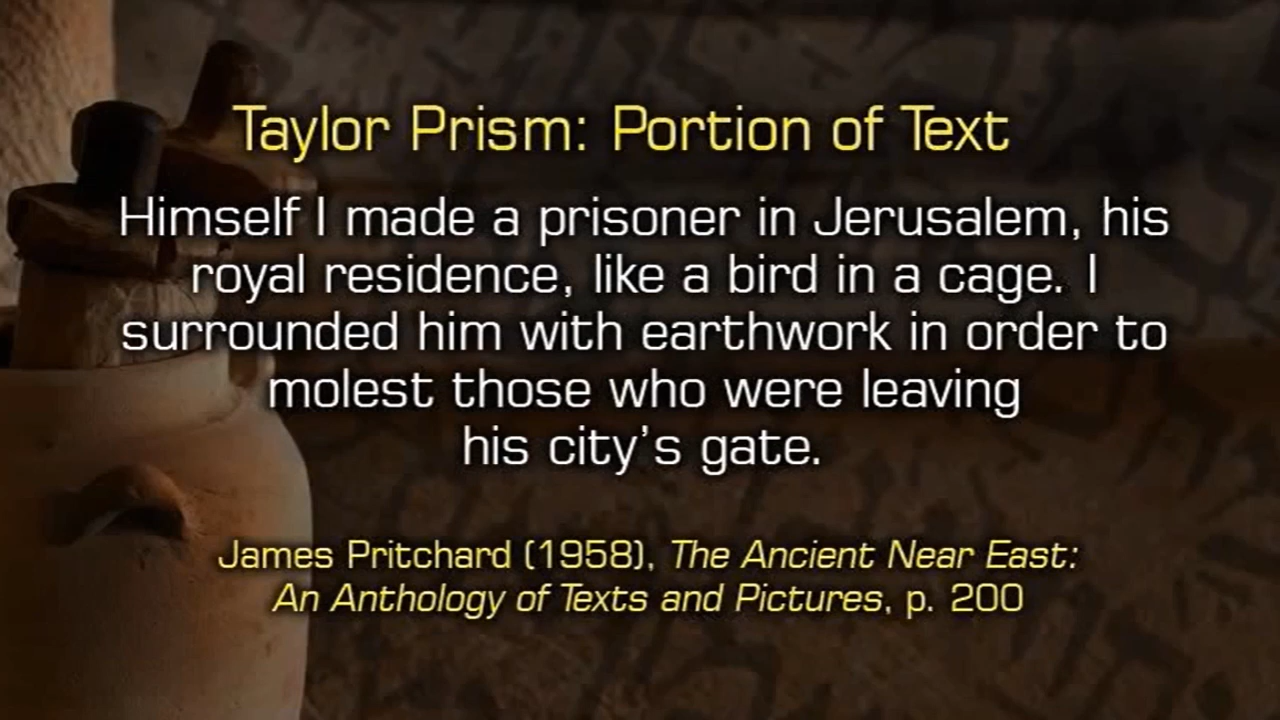 Taylor Prism: Portion of Text
Himself I made a prisoner in Jerusalem, his
royal residence, like a bird in a cage. I
surrounded him with earthwork in order to
molest those who were leaving
his city’s gate.
James Pritchard (1958), The Ancient Near East:
An Anthology of Texts and Pictures, p. 200